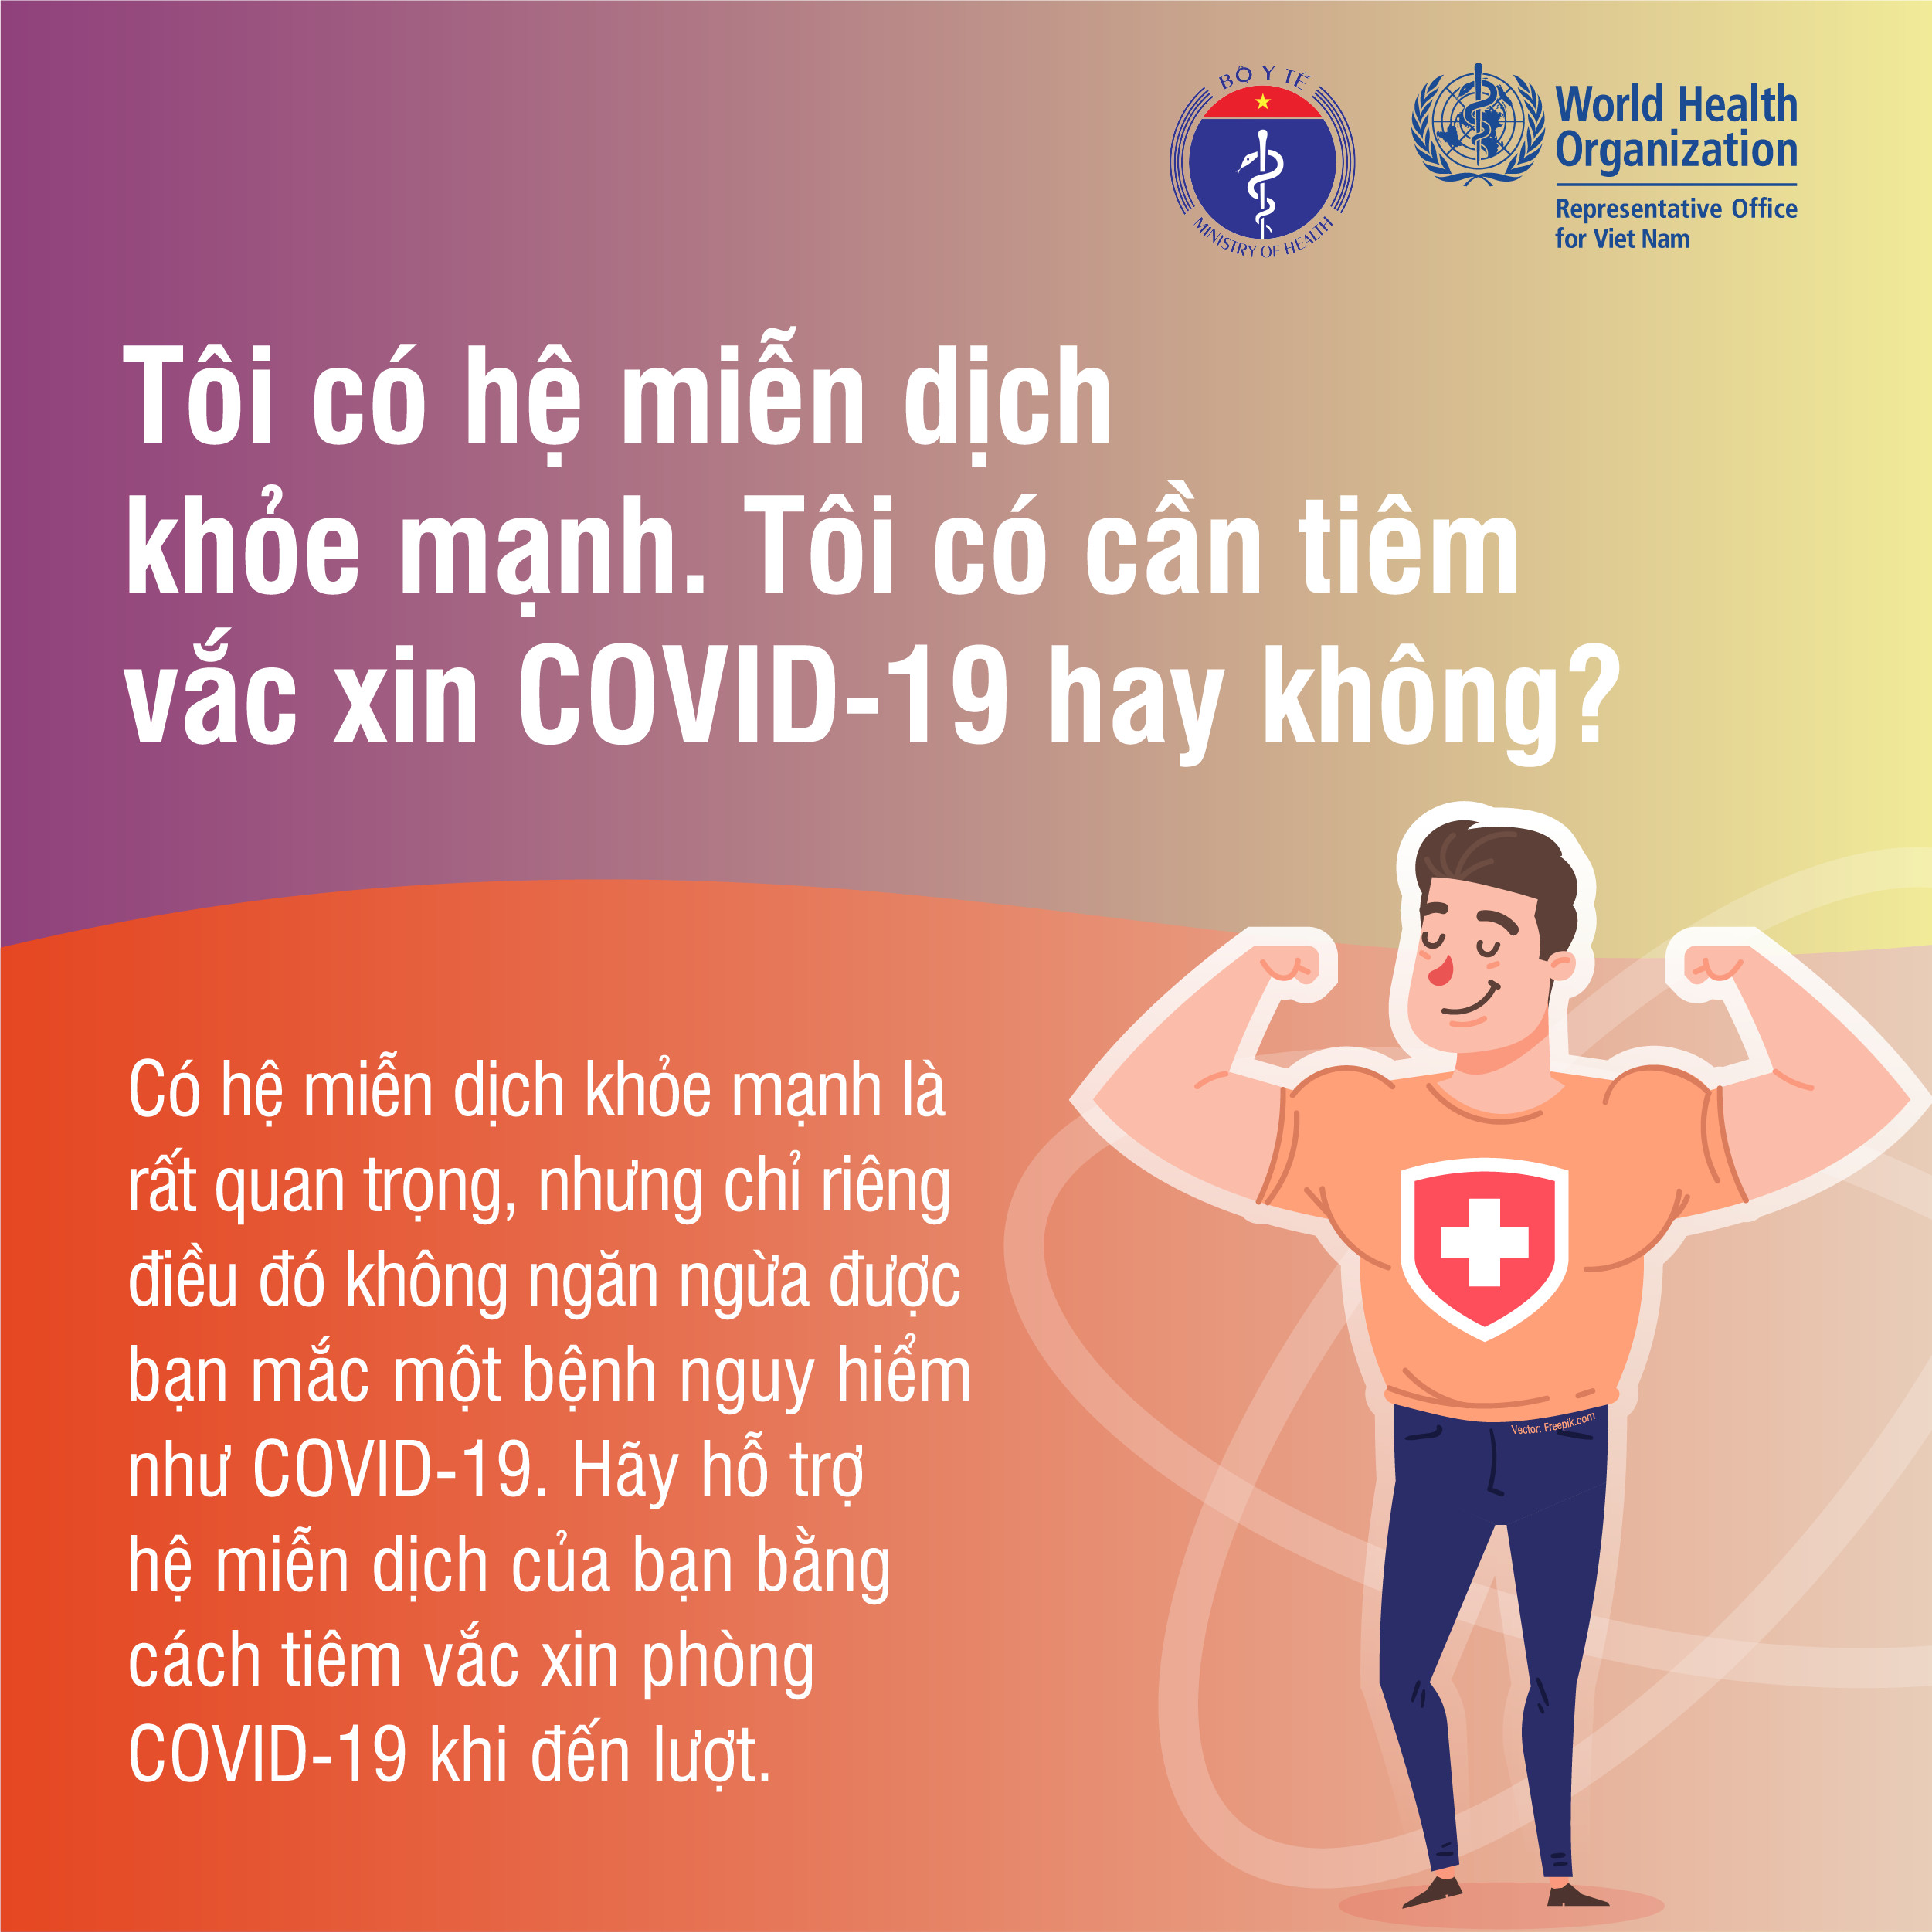 BỘ Y TẾ
MINISTRY OF HEALTH
World Health
Organization
Representative Office
for Viet Nam
Tôi có hệ miễn dịch
khỏe mạnh. Tôi có cần tiêm
vắc xin COVID-19 hay không?
Có hệ miễn dịch khỏe mạnh là
rất quan trọng, nhưng chỉ riêng
điều đó không ngăn ngừa được
bạn mắc một bệnh nguy hiểm
như COVID-19. Hãy hỗ trợ
hệ miễn dịch của bạn bằng
cách tiêm vắc xin phòng
COVID-19 khi đến lượt.
Vector: Freepik.com